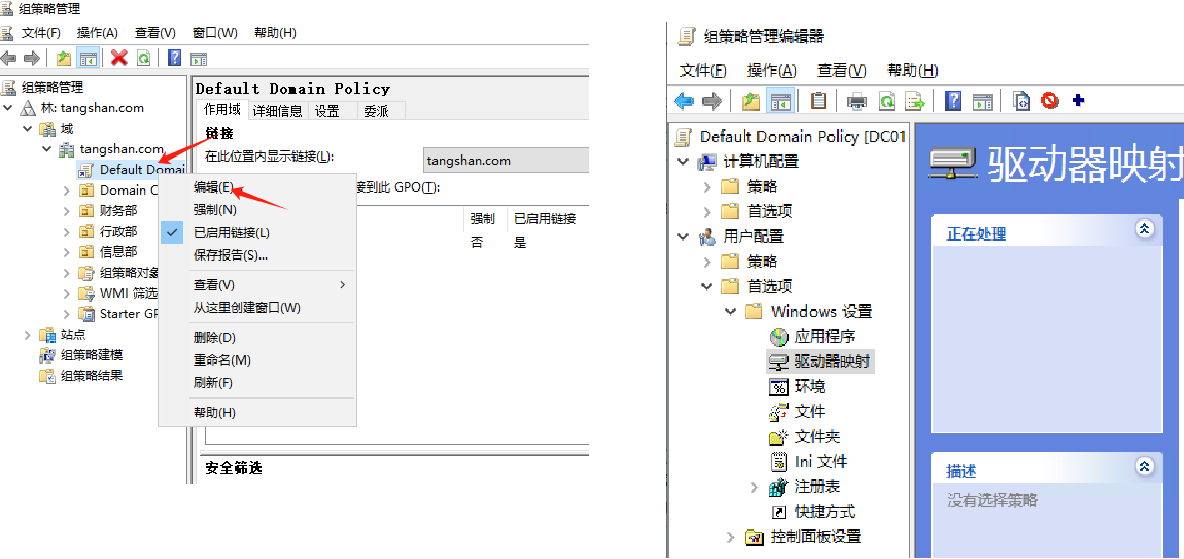 组策略管理
文件(F) 操作(A) 查看(V) 窗口(W) 帮助(H)
组策略管理
林: tangshan.com
域
tangshan.com
Default Domai
Domain C
财务部
行政部
信息部
组策略对象
WMI 筛选
Starter GP
站点
组策略建模
组策略结果
Default Domain Policy
作用域 详细信息 设置 委派
链接
在此位置内显示链接(L): tangshan.com
接到此 GPO(T):
强制 已启用链接
否 是
安全筛选
编辑(E)
强制(N)
已启用链接(L)
保存报告(S)...
查看(V)
从这里创建窗口(W)
删除(D)
重命名(M)
刷新(F)
帮助(H)
组策略管理编辑器
文件(F) 操作(A) 查看(V) 帮助(H)
Default Domain Policy [DC01
计算机配置
策略
首选项
用户配置
策略
首选项
Windows 设置
应用程序
驱动器映射
环境
文件
文件夹
Ini 文件
注册表
快捷方式
控制面板设置
驱动器映射
正在处理
描述
没有选择策略